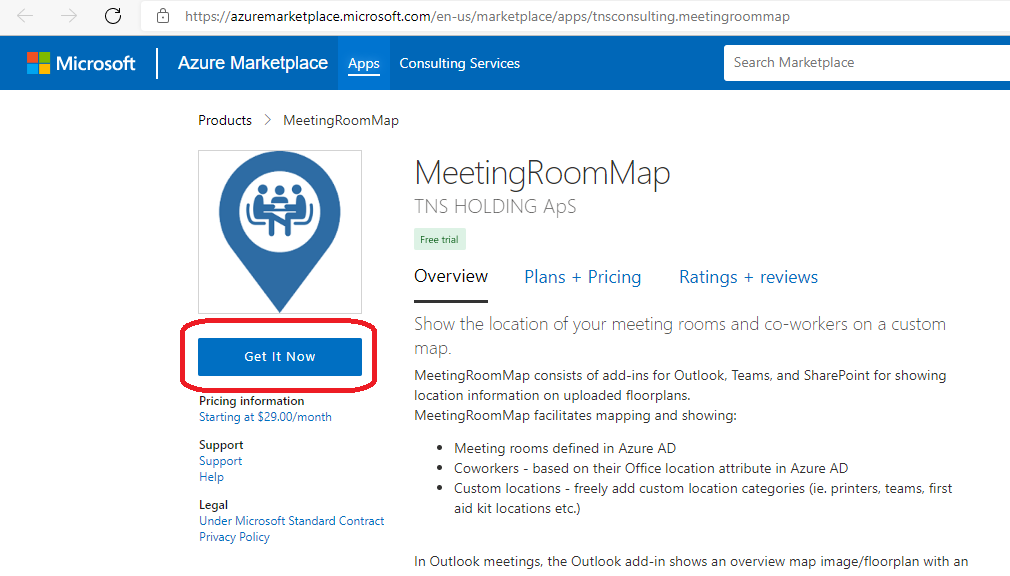 https://azuremarketplace.microsoft.com/en-us/marketplace/apps/tnsconsulting.meetingroommap
Microsoft
Azure Marketplace
Apps
Consulting Services
Search Marketplace
Products > MeetingRoomMap
MeetingRoomMap
TNS HOLDING ApS
Free trial
Overview
Plans + Pricing
Ratings + reviews
Get It Now
Pricing information
Starting at $29.00/month
Support
Support
Help
Legal
Under Microsoft Standard Contract
Privacy Policy
Show the location of your meeting rooms and co-workers on a custom
map.
MeetingRoomMap consists of add-ins for Outlook, Teams, and SharePoint for showing
location information on uploaded floorplans.
MeetingRoomMap facilitates mapping and showing:
• Meeting rooms defined in Azure AD
• Coworkers - based on their Office location attribute in Azure AD
• Custom locations - freely add custom location categories (ie. printers, teams, first
aid kit locations etc.)
In Outlook meetings, the Outlook add-in shows an overview map image/floorplan with an